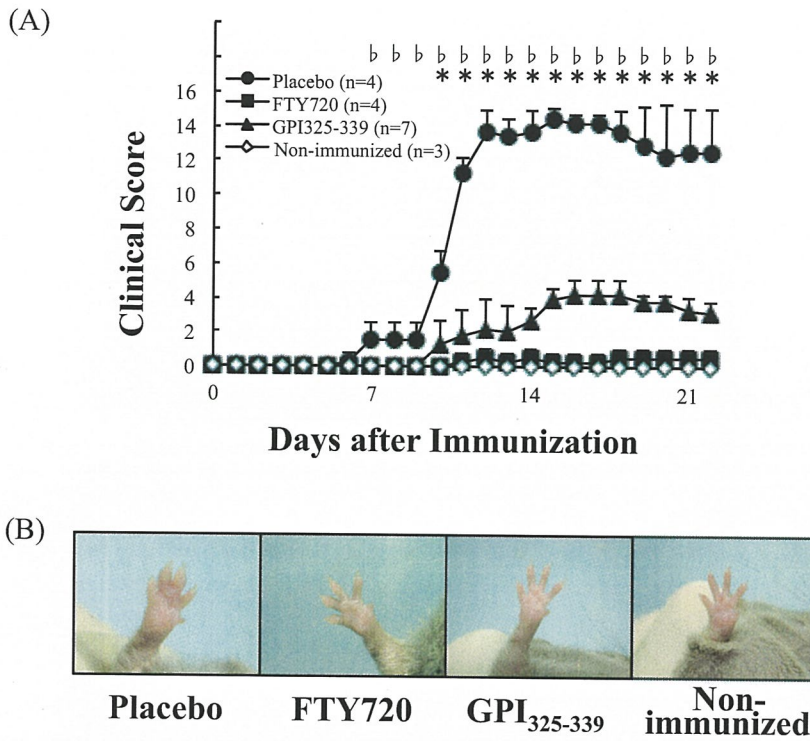 (A)
♭ ♭ ♭ ♭ ♭ ♭ ♭ ♭ ♭ ♭ ♭ ♭ ♭ ♭ ♭ ♭
* * * * * * * * * * * * *
Placebo (n=4)
FTY720 (n=4)
GPI325-339 (n=7)
Non-immunized (n=3)
16
14
12
10
8
6
4
2
0
Clinical Score
0 7 14 21
Days after Immunization
(B)
Placebo FTY720 GPI325-339 Non-
immunized